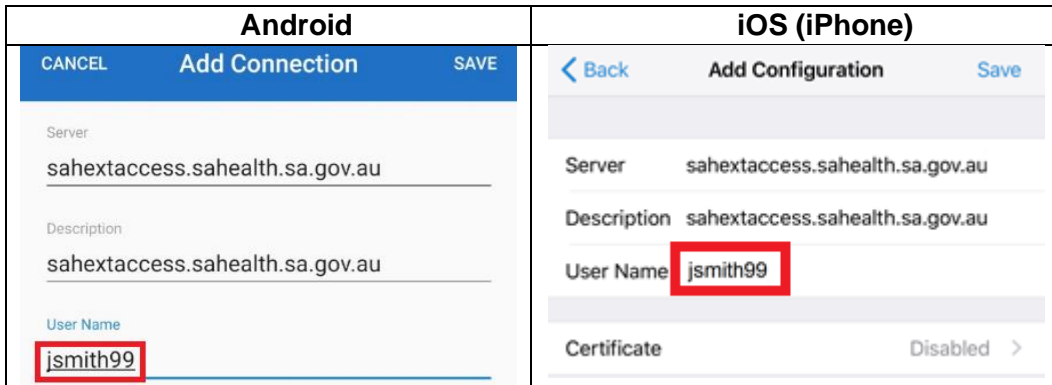 Android
CANCEL Add Connection SAVE
Server
sahextaccess.sahealth.sa.gov.au
Description
sahextaccess.sahealth.sa.gov.au
User Name
jsmith99
iOS (iPhone)
Back Add Configuration Save
Server sahextaccess.sahealth.sa.gov.au
Description sahextaccess.sahealth.sa.gov.au
User Name jsmith99
Certificate Disabled